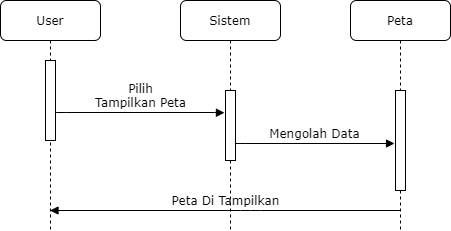 User
Sistem
Peta
Pilih
Tampilkan Peta
Mengolah Data
Peta Di Tampilkan